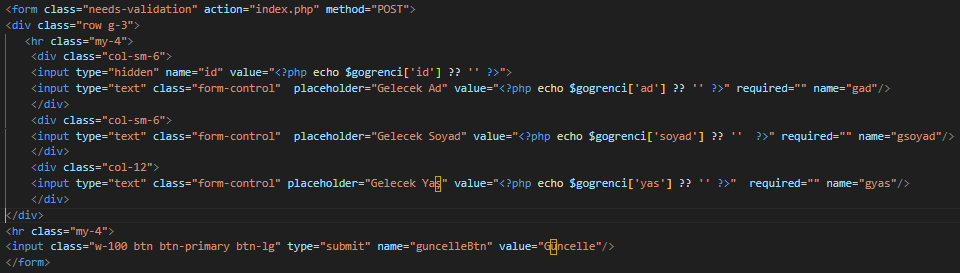 <form class="needs-validation" action="index.php" method="POST">
<div class="row g-3">
<hr class="my-4">
<div class="col-sm-6">
<input type="hidden" name="id" value="<?php echo $gogrenci['id'] ?? '' ?>">
<input type="text" class="form-control"  placeholder="Gelecek Ad" value="<?php echo $gogrenci['ad'] ?? '' ?>" required="" name="gad"/>
</div>
<div class="col-sm-6">
<input type="text" class="form-control"  placeholder="Gelecek Soyad" value="<?php echo $gogrenci['soyad'] ?? ''  ?>" required="" name="gsoyad"/>
</div>
<div class="col-12">
<input type="text" class="form-control" placeholder="Gelecek Yaş" value="<?php echo $gogrenci['yas'] ?? '' ?>"  required="" name="gyas"/>
</div>
</div>
<hr class="my-4">
<input class="w-100 btn btn-primary btn-lg" type="submit" name="guncelleBtn" value="Güncelle"/>
</form>